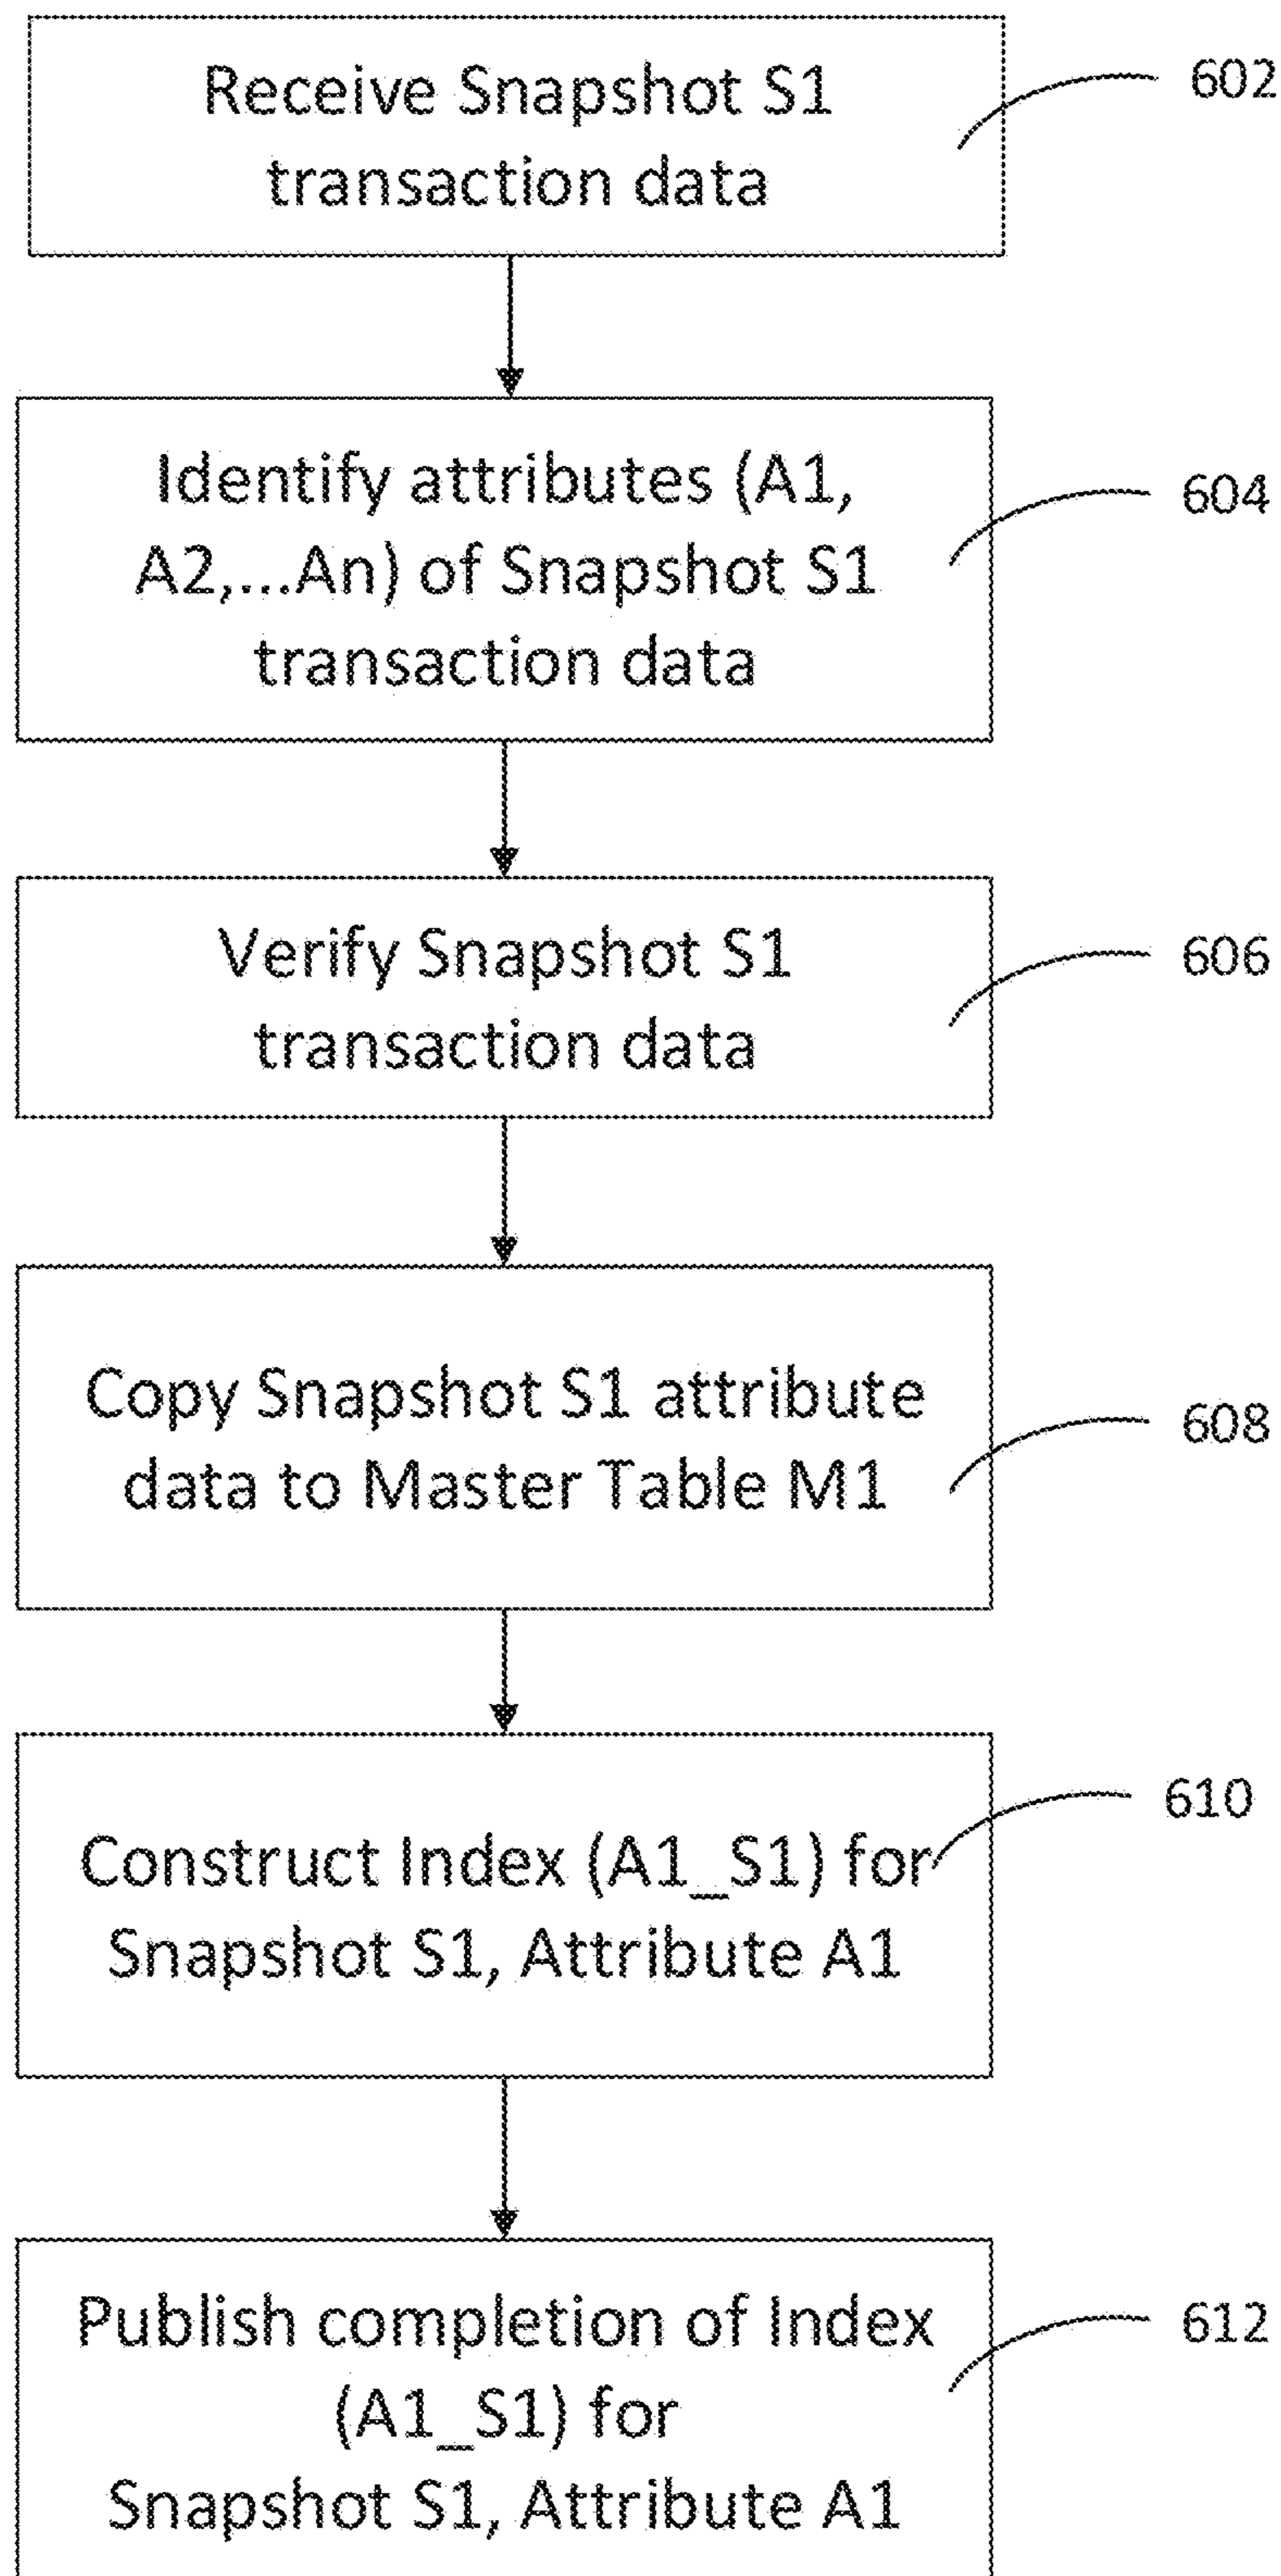 Receive Snapshot S1
transaction data
602
Identify attributes (A1,
A2,...An) of Snapshot S1
transaction data
604
Verify Snapshot S1
transaction data
606
Copy Snapshot S1 attribute
data to Master Table M1
608
Construct Index (A1_S1) for
Snapshot S1, Attribute A1
610
Publish completion of Index
(A1_S1) for
Snapshot S1, Attribute A1
612